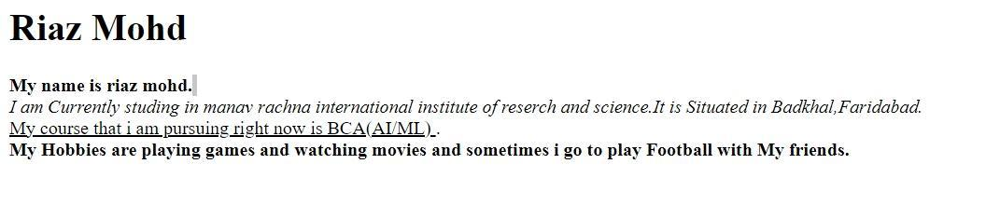 Riaz Mohd
My name is riaz mohd.
I am Currently studing in manav rachna international institute of reserch and science.It is Situated in Badkhal,Faridabad.
My course that i am pursuing right now is BCA(AI/ML) .
My Hobbies are playing games and watching movies and sometimes i go to play Football with My friends.